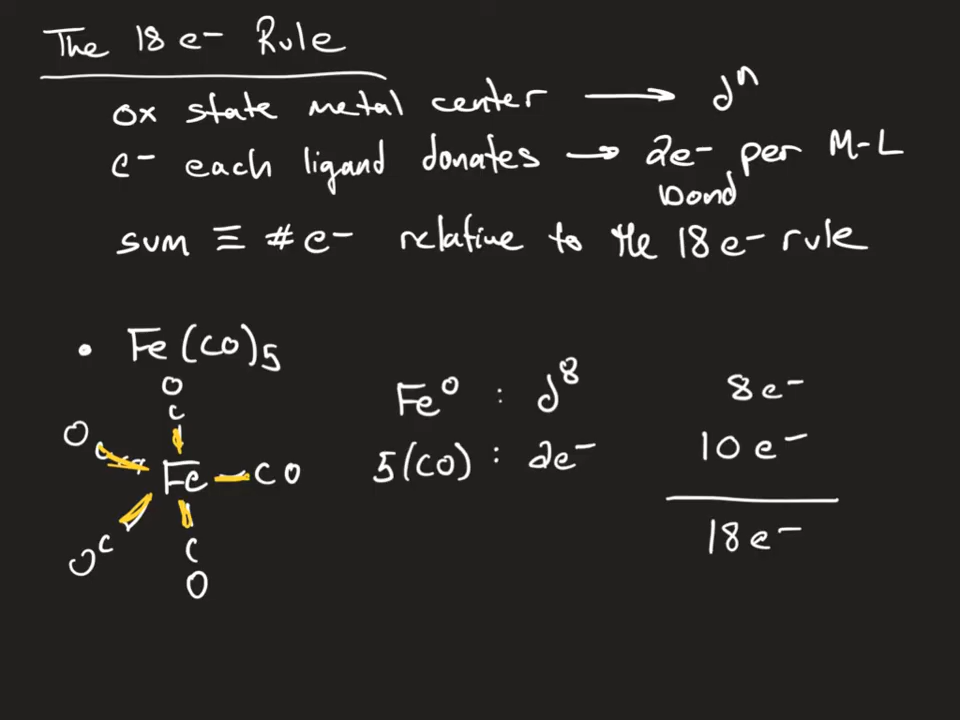 The 18 e- Rule
ox state metal center → dⁿ
e- each ligand donates → 2e- per M-L
bond
sum ≡ # e- relative to the 18 e- rule
• Fe(CO)5
O
C
O C
Fe CO
O C
C
O
Fe⁰ : d⁸ 8e-
5(CO) : 2e- 10 e-
18 e-